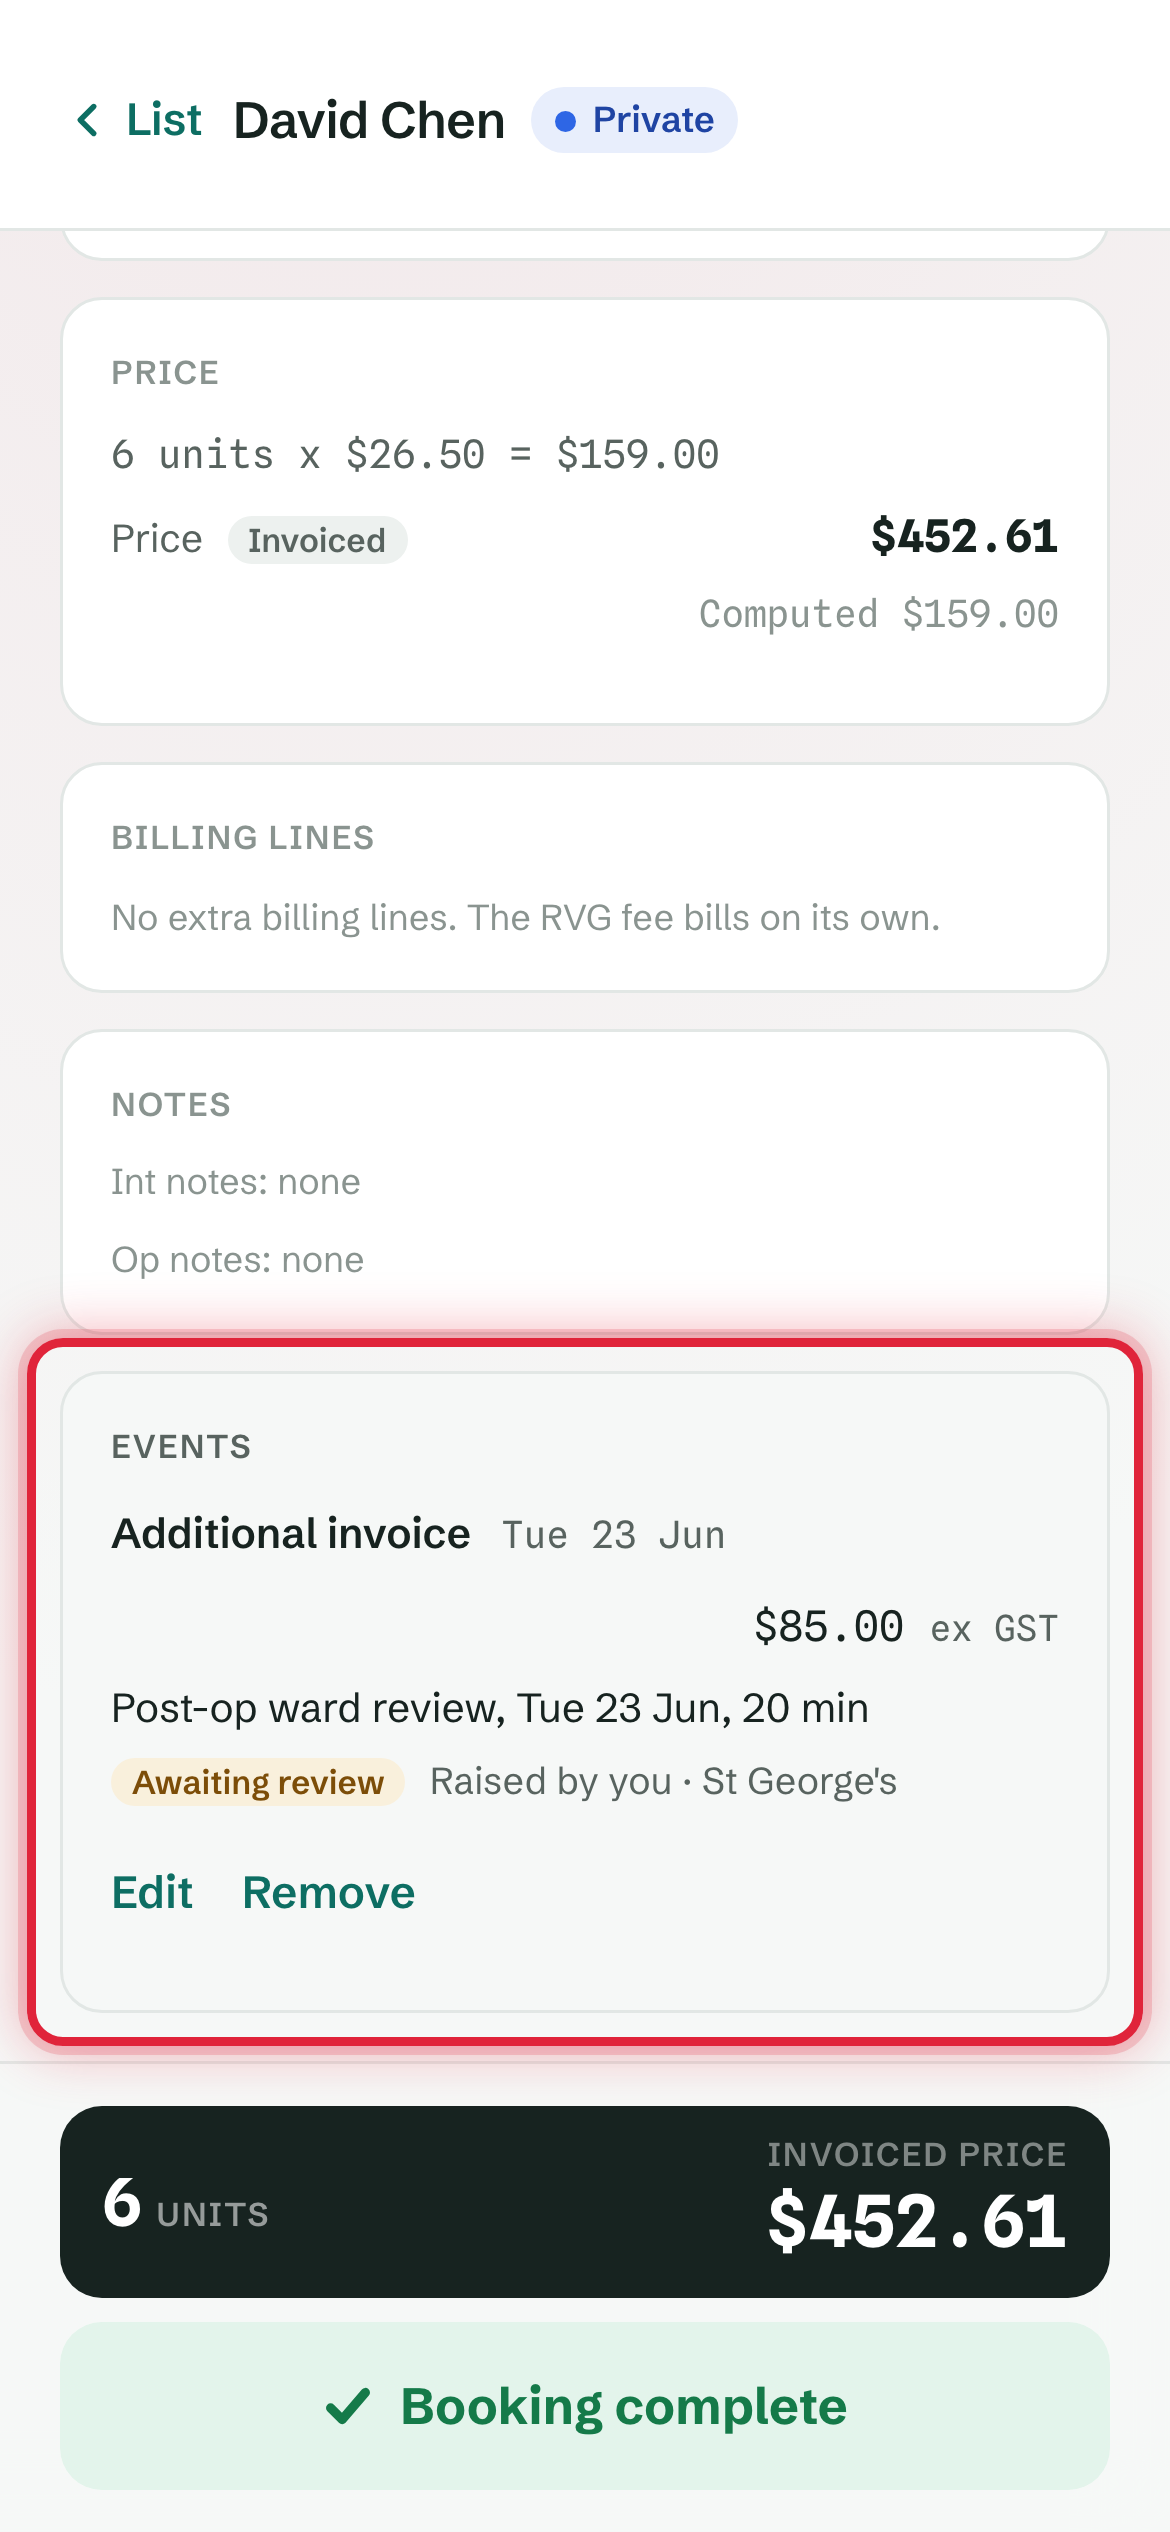 List David Chen Private
PRICE
6 units x $26.50 = $159.00
Price Invoiced $452.61
Computed $159.00
BILLING LINES
No extra billing lines. The RVG fee bills on its own.
NOTES
Int notes: none
Op notes: none
EVENTS
Additional invoice Tue 23 Jun
$85.00 ex GST
Post-op ward review, Tue 23 Jun, 20 min
Awaiting review Raised by you · St George's
Edit Remove
INVOICED PRICE
6 UNITS $452.61
Booking complete